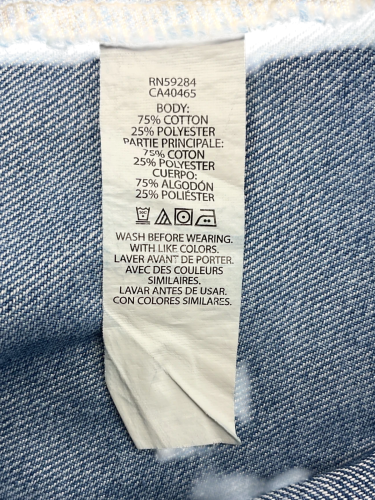 RN59284
CA40465
BODY:
75% COTTON
25% POLYESTER
PARTIE PRINCIPALE:
75% COTON
25% POLYESTER
CUERPO:
75% ALGODÓN
25% POLIÉSTER
WASH BEFORE WEARING.
WITH LIKE COLORS.
LAVER AVANT DE PORTER.
AVEC DES COULEURS
SIMILAIRES.
LAVAR ANTES DE USAR.
CON COLORES SIMILARES.